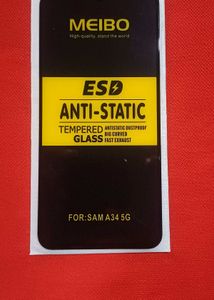 MEIBO
High-quality, stand the world
ESD
ANTI-STATIC
TEMPERED GLASS
ANTISTATIC DUSTPROOF
BIG CURVED
FAST EXHAUST
FOR:SAM A34 5G